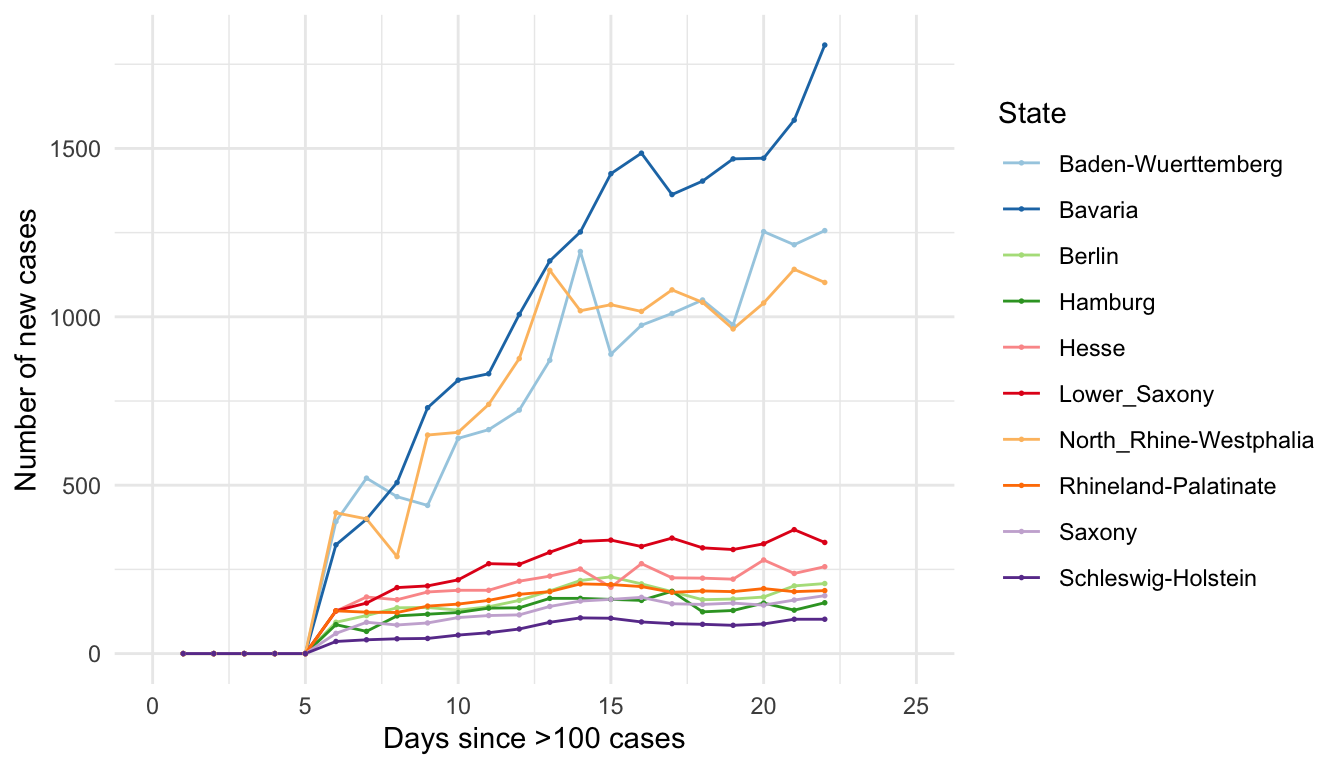 Number of new cases
1500
1000
500
0
0 5 10 15 20 25
Days since >100 cases
State
Baden-Wuerttemberg
Bavaria
Berlin
Hamburg
Hesse
Lower_Saxony
North_Rhine-Westphalia
Rhineland-Palatinate
Saxony
Schleswig-Holstein